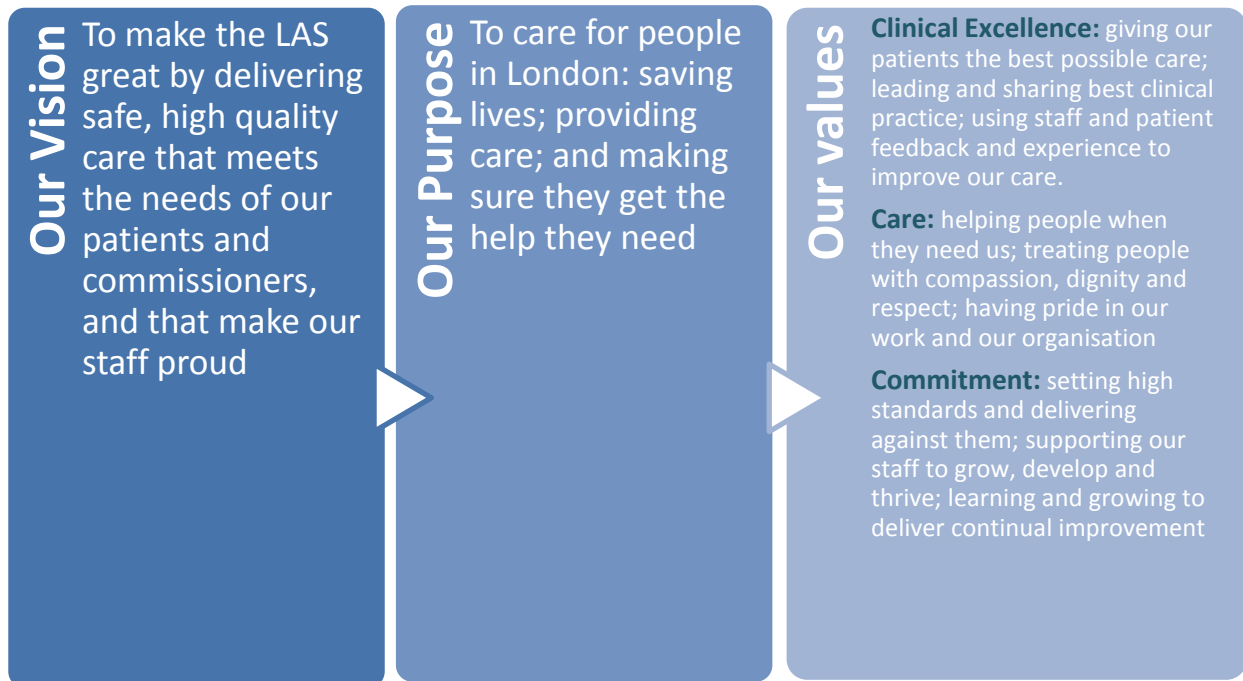 Our Vision
To make the LAS
great by delivering
safe, high quality
care that meets
the needs of our
patients and
commissioners,
and that make our
staff proud
Our Purpose
To care for people
in London: saving
lives; providing
care; and making
sure they get the
help they need
Our values
Clinical Excellence: giving our
patients the best possible care;
leading and sharing best clinical
practice; using staff and patient
feedback and experience to
improve our care.
Care: helping people when
they need us; treating people
with compassion, dignity and
respect; having pride in our
work and our organisation
Commitment: setting high
standards and delivering
against them; supporting our
staff to grow, develop and
thrive; learning and growing to
deliver continual improvement